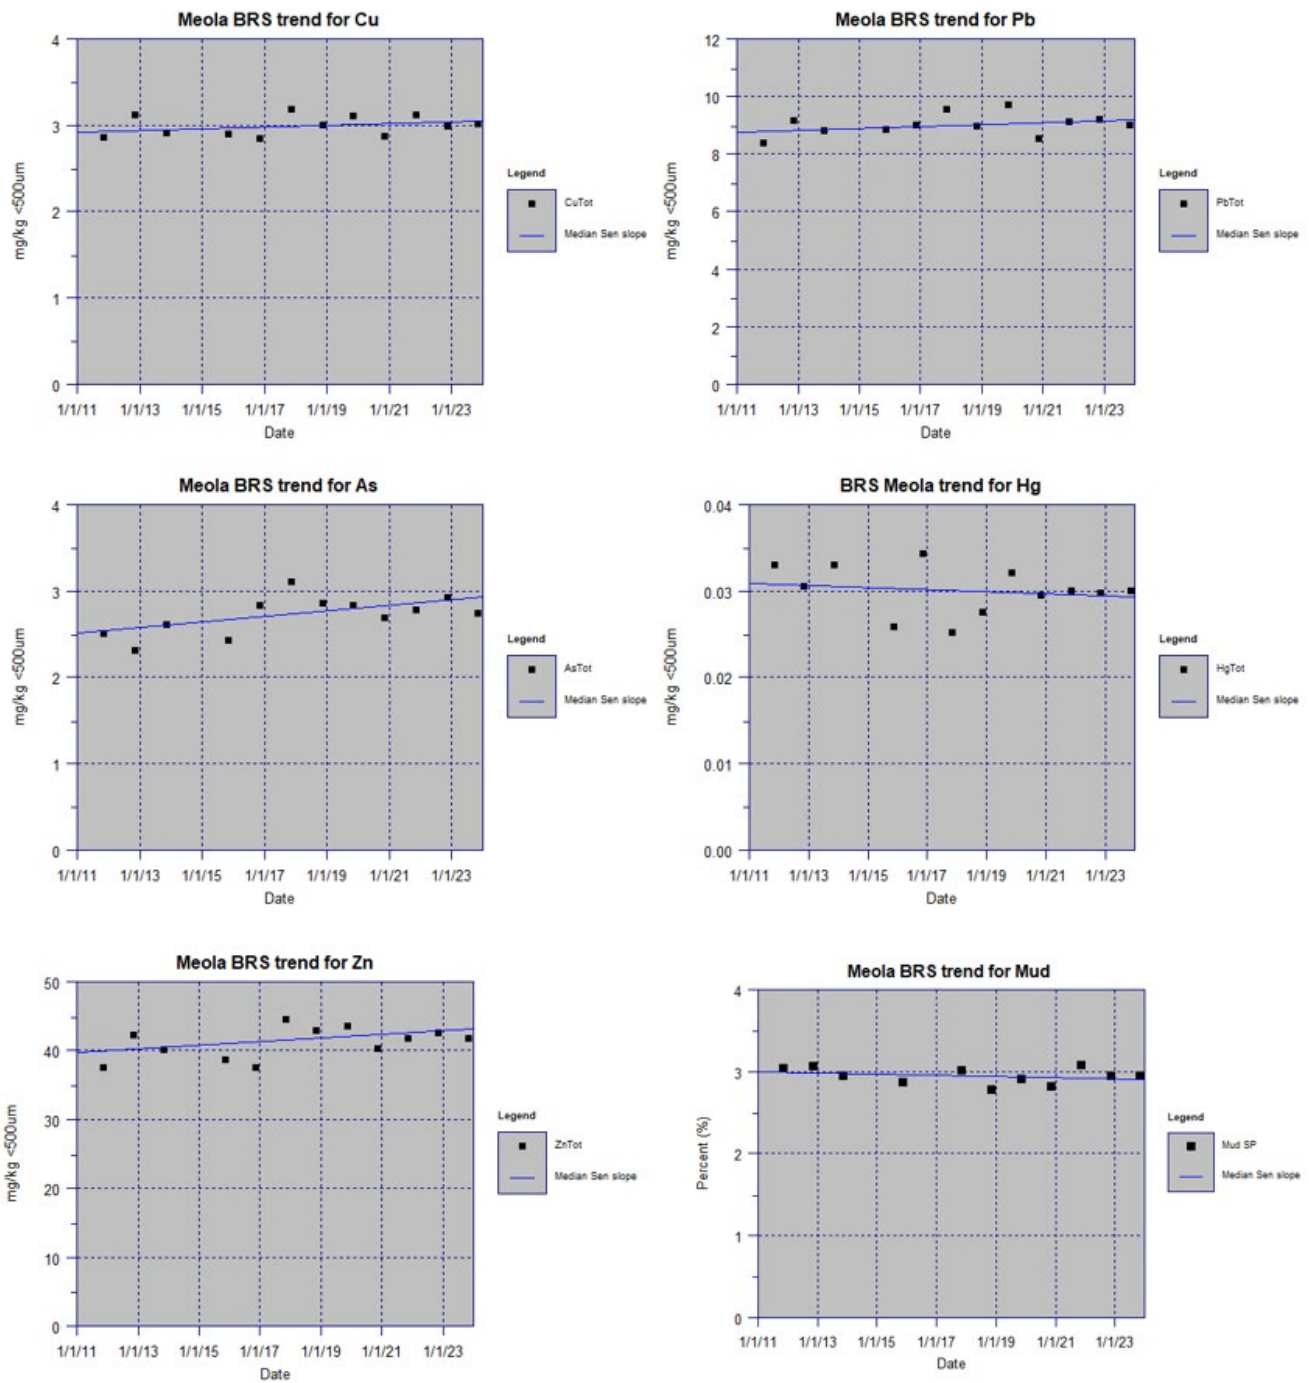 Meola BRS trend for Cu
4
3
2
1
0
mg/kg <500um
1/1/11 1/1/13 1/1/15 1/1/17 1/1/19 1/1/21 1/1/23
Date
Legend
CuTot
Median Sen slope
Meola BRS trend for Pb
12
10
8
6
4
2
0
mg/kg <500um
1/1/11 1/1/13 1/1/15 1/1/17 1/1/19 1/1/21 1/1/23
Date
Legend
PbTot
Median Sen slope
Meola BRS trend for As
4
3
2
1
0
mg/kg <500um
1/1/11 1/1/13 1/1/15 1/1/17 1/1/19 1/1/21 1/1/23
Date
Legend
AsTot
Median Sen slope
BRS Meola trend for Hg
0.04
0.03
0.02
0.01
0.00
mg/kg <500um
1/1/11 1/1/13 1/1/15 1/1/17 1/1/19 1/1/21 1/1/23
Date
Legend
HgTot
Median Sen slope
Meola BRS trend for Zn
50
40
30
20
10
0
mg/kg <500um
1/1/11 1/1/13 1/1/15 1/1/17 1/1/19 1/1/21 1/1/23
Date
Legend
ZnTot
Median Sen slope
Meola BRS trend for Mud
4
3
2
1
0
Percent (%)
1/1/11 1/1/13 1/1/15 1/1/17 1/1/19 1/1/21 1/1/23
Date
Legend
Mud SP
Median Sen slope